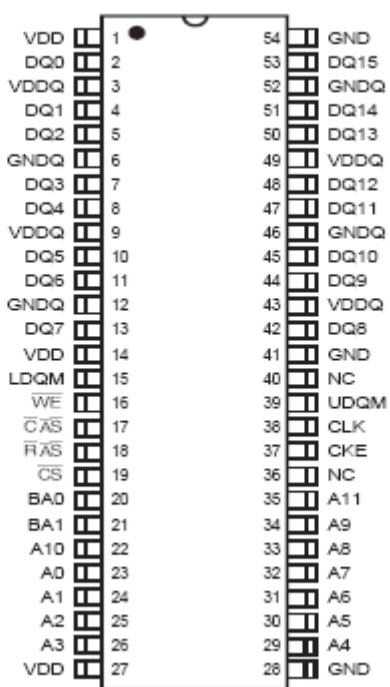 VDD 1 54 GND
DQ0 2 53 DQ15
VDDQ 3 52 GNDQ
DQ1 4 51 DQ14
DQ2 5 50 DQ13
GNDQ 6 49 VDDQ
DQ3 7 48 DQ12
DQ4 8 47 DQ11
VDDQ 9 46 GNDQ
DQ5 10 45 DQ10
DQ6 11 44 DQ9
GNDQ 12 43 VDDQ
DQ7 13 42 DQ8
VDD 14 41 GND
LDQM 15 40 NC
W̅E̅ 16 39 UDQM
C̅A̅S̅ 17 38 CLK
R̅A̅S̅ 18 37 CKE
C̅S̅ 19 36 NC
BA0 20 35 A11
BA1 21 34 A9
A10 22 33 A8
A0 23 32 A7
A1 24 31 A6
A2 25 30 A5
A3 26 29 A4
VDD 27 28 GND